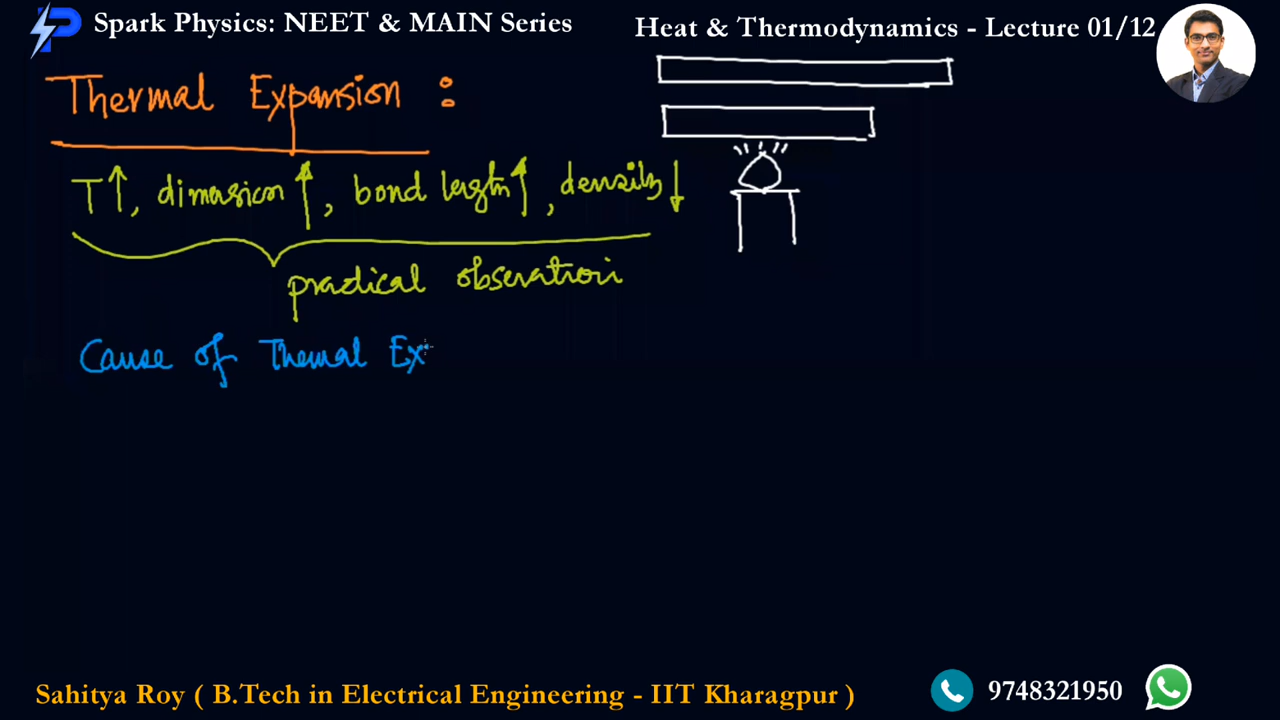 Spark Physics: NEET & MAIN Series
Heat & Thermodynamics - Lecture 01/12
Thermal Expansion :
T↑, dimension ↑, bond length ↑, density ↓
practical observation
Cause of Themal Ex
Sahitya Roy ( B.Tech in Electrical Engineering - IIT Kharagpur )
9748321950